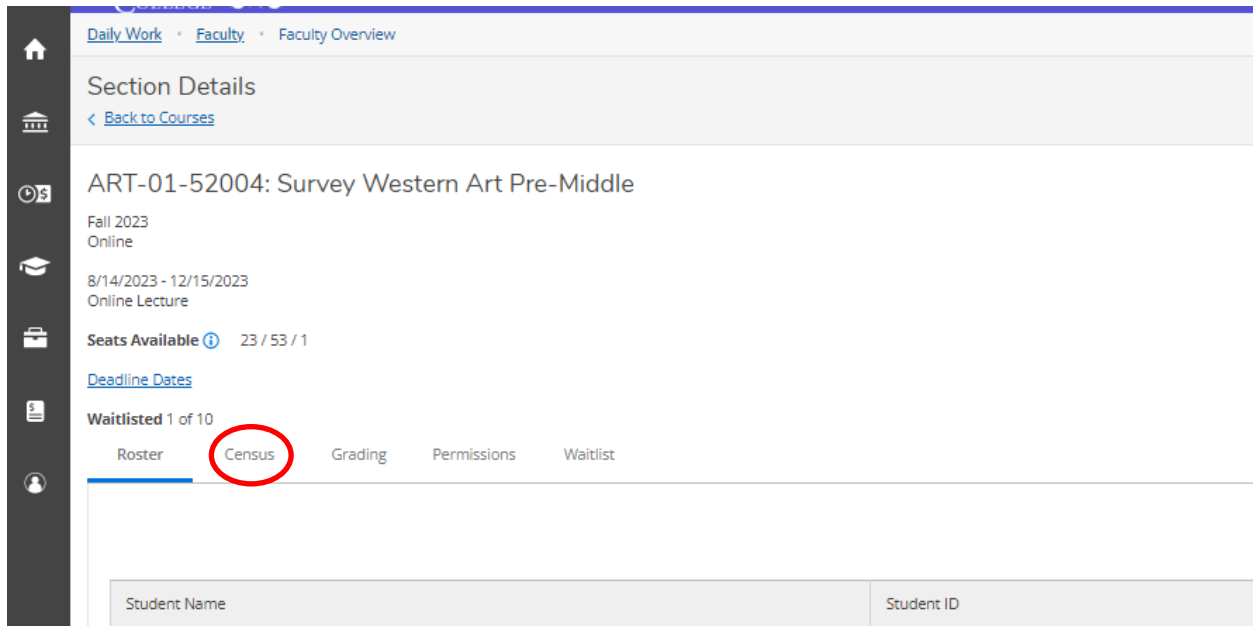 Daily Work • Faculty • Faculty Overview
Section Details
< Back to Courses
ART-01-52004: Survey Western Art Pre-Middle
Fall 2023
Online
8/14/2023 - 12/15/2023
Online Lecture
Seats Available 23 / 53 / 1
Deadline Dates
Waitlisted 1 of 10
Roster Census Grading Permissions Waitlist
Student Name Student ID